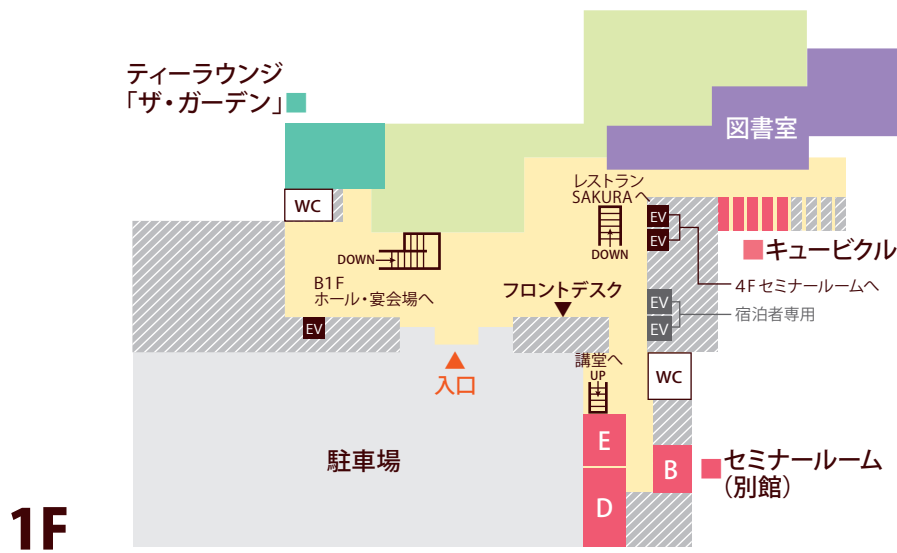 ティーラウンジ
「ザ・ガーデン」
図書室
WC
レストラン
SAKURAへ
EV
EV
DOWN
キュービクル
4Fセミナールームへ
DOWN
B1F
ホール・宴会場へ
EV
フロントデスク
EV
EV
宿泊者専用
入口
講堂へ
UP
WC
駐車場
E
D
B
セミナールーム
(別館)
1F